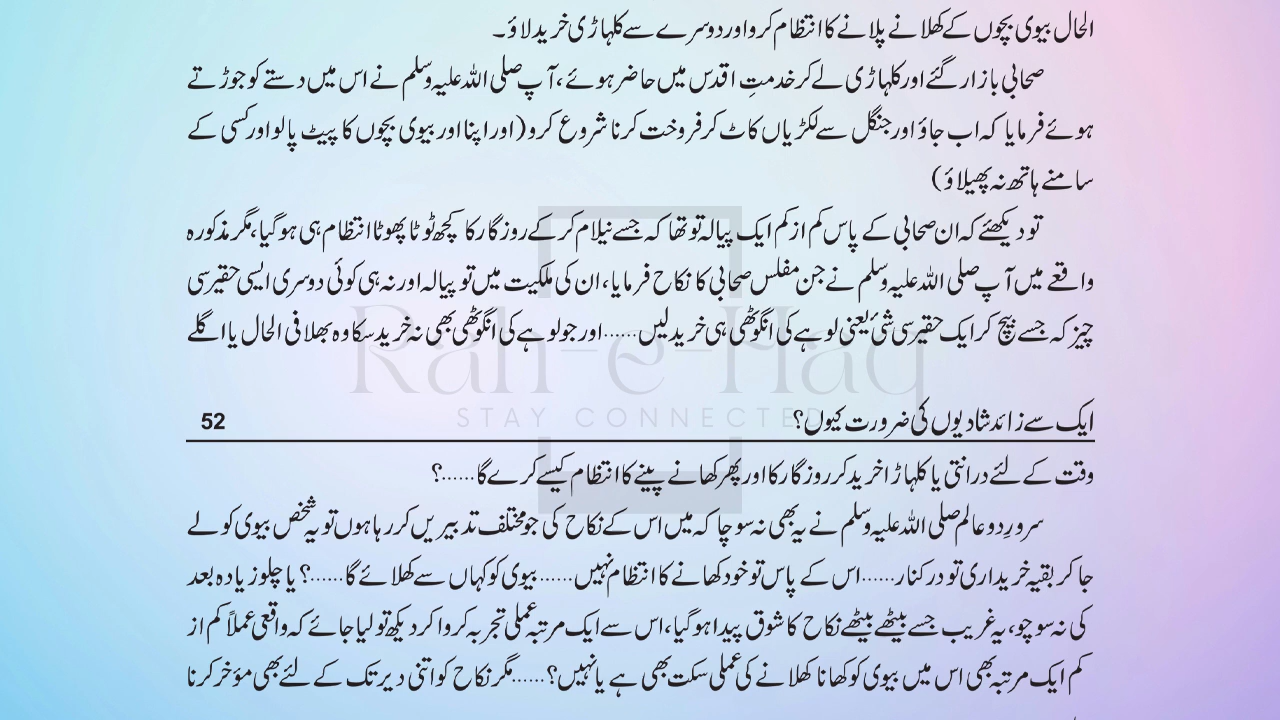 الحال بیوی بچوں کے کھلانے پلانے کا انتظام کرو اور دوسرے سے کلہاڑی خرید لاؤ۔
صحابی بازار گئے اور کلہاڑی لے کر خدمتِ اقدس میں حاضر ہوئے، آپ صلی اللہ علیہ وسلم نے اس میں دستے کو جوڑتے
ہوئے فرمایا کہ اب جاؤ اور جنگل سے لکڑیاں کاٹ کر فروخت کرنا شروع کرو (اور اپنا اور بیوی بچوں کا پیٹ پالو اور کسی کے
سامنے ہاتھ نہ پھیلاؤ)
تو دیکھئے کہ ان صحابی کے پاس کم از کم ایک پیالہ تو تھا کہ جسے نیلام کر کے روزگار کا کچھ ٹوٹا پھوٹا انتظام ہی ہو گیا، مگر مذکورہ
واقعے میں آپ صلی اللہ علیہ وسلم نے جن مفلس صحابی کا نکاح فرمایا، ان کی ملکیت میں تو پیالہ اور نہ ہی کوئی دوسری ایسی حقیر سی
چیز کہ جسے بیچ کر ایک حقیر سی شئ یعنی لوہے کی انگوٹھی ہی خرید لیں......اور جو لوہے کی انگوٹھی بھی نہ خرید سکا وہ بھلا فی الحال یا اگلے
Rah-e-Haq
STAY CONNECTED
ایک سے زائد شادیوں کی ضرورت کیوں؟ 52
وقت کے لئے درانتی یا کلہاڑا خرید کر روزگار کا اور پھر کھانے پینے کا انتظام کیسے کرے گا......؟
سرورِ دو عالم صلی اللہ علیہ وسلم نے یہ بھی نہ سوچا کہ میں اس کے نکاح کی جو مختلف تدبیریں کر رہا ہوں تو یہ شخص بیوی کو لے
جا کر بقیہ خریداری تو درکنار......اس کے پاس تو خود کھانے کا انتظام نہیں......بیوی کو کہاں سے کھلائے گا......؟ یا چلو زیادہ بعد
کی نہ سوچو، یہ غریب جسے بیٹھے بیٹھے نکاح کا شوق پیدا ہو گیا، اس سے ایک مرتبہ عملی تجربہ کروا کر دیکھ تو لیا جائے کہ واقعی عملاً کم از
کم ایک مرتبہ بھی اس میں بیوی کو کھانا کھلانے کی عملی سکت بھی ہے یا نہیں؟......مگر نکاح کو اتنی دیر تک کے لئے بھی مؤخر کرنا